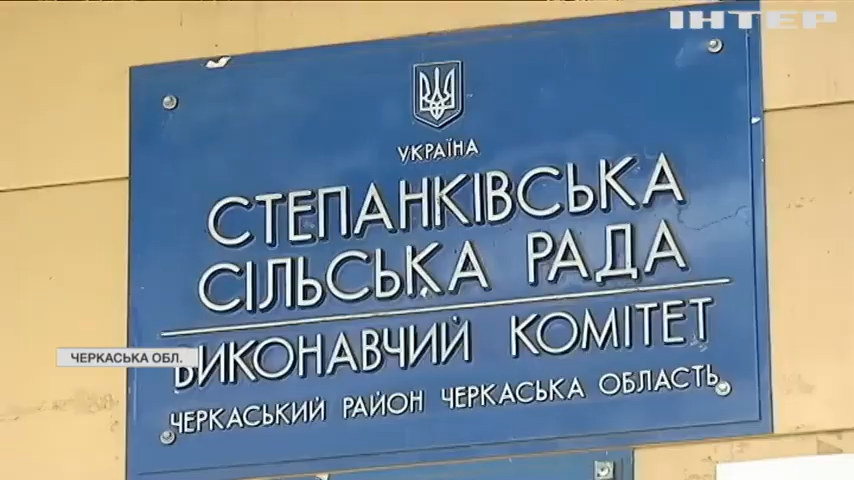 ІНТЕР
УКРАЇНА
СТЕПАНКІВСЬКА
СІЛЬСЬКА РАДА
ВИКОНАВЧИЙ КОМІТЕТ
ЧЕРКАСЬКА ОБЛ.
ЧЕРКАСЬКИЙ РАЙОН ЧЕРКАСЬКА ОБЛАСТЬ